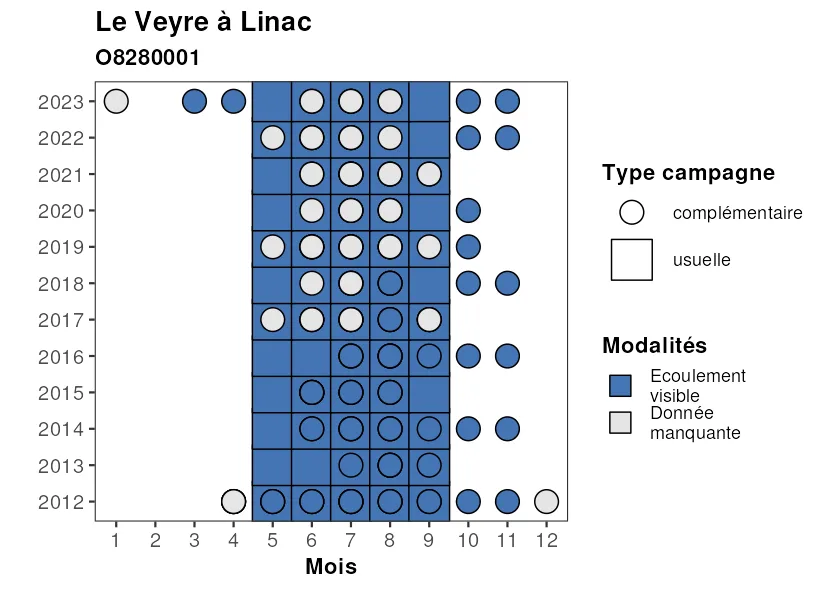 Le Veyre à Linac
O8280001
2023
2022
2021
2020
2019
2018
2017
2016
2015
2014
2013
2012
1 2 3 4 5 6 7 8 9 10 11 12
Mois
Type campagne
complémentaire
usuelle
Modalités
Ecoulement
visible
Donnée
manquante